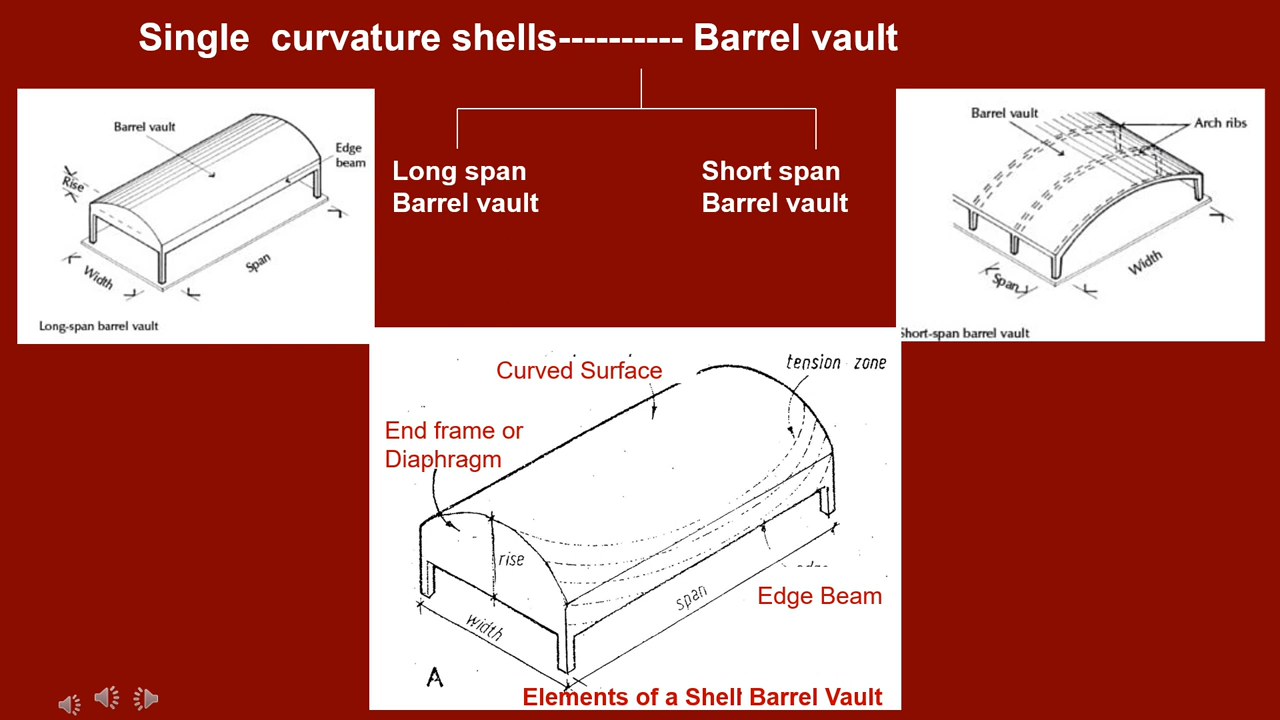 Single curvature shells---------- Barrel vault
Barrel vault
Edge
beam
Rise
Width
Span
Long-span barrel vault
Long span
Barrel vault
Short span
Barrel vault
Barrel vault
Arch ribs
Span
Width
Short-span barrel vault
Curved Surface
tension zone
End frame or
Diaphragm
rise
width
span
Edge Beam
A
Elements of a Shell Barrel Vault